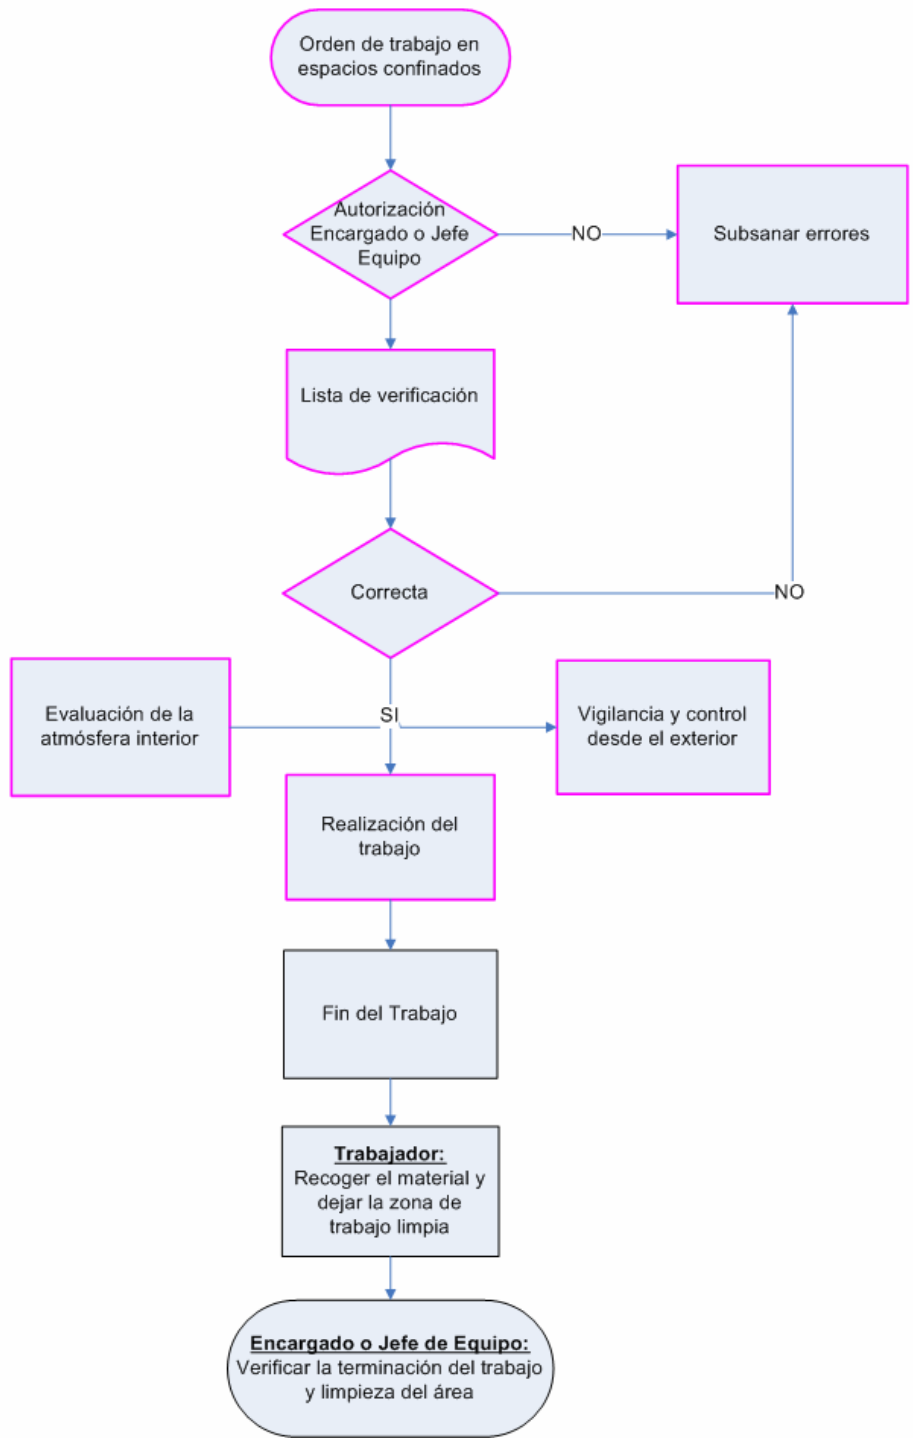 Orden de trabajo en
espacios confinados
Autorización
Encargado o Jefe
Equipo
NO
Subsanar errores
Lista de verificación
Correcta
NO
SI
Evaluación de la
atmósfera interior
Vigilancia y control
desde el exterior
Realización del
trabajo
Fin del Trabajo
Trabajador:
Recoger el material y
dejar la zona de
trabajo limpia
Encargado o Jefe de Equipo:
Verificar la terminación del trabajo
y limpieza del área